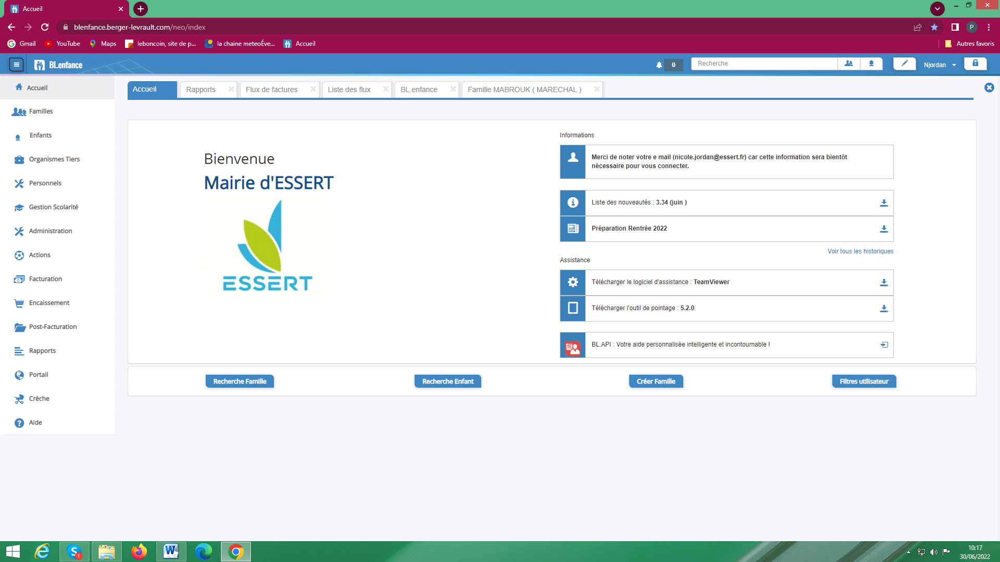 Accueil
blenfance.berger-levrault.com/neo/index
P
Gmail
YouTube
Maps
leboncoin, site de p...
la chaine meteoÉve...
Accueil
Autres favoris
BL.enfance
0
Recherche
Njordan
Accueil
Familles
Enfants
Organismes Tiers
Personnels
Gestion Scolarité
Administration
Actions
Facturation
Encaissement
Post-Facturation
Rapports
Portail
Crèche
Aide
Accueil
Rapports
Flux de factures
Liste des flux
BL.enfance
Famille MABROUK ( MARECHAL )
Bienvenue
Mairie d'ESSERT
ESSERT
Informations
Merci de noter votre e mail (nicole.jordan@essert.fr) car cette information sera bientôt
nécessaire pour vous connecter.
Liste des nouveautés : 3.34 (juin )
Préparation Rentrée 2022
Voir tous les historiques
Assistance
Télécharger le logiciel d'assistance : TeamViewer
Télécharger l'outil de pointage : 5.2.0
BL.API : Votre aide personnalisée intelligente et incontournable !
Recherche Famille
Recherche Enfant
Créer Famille
Filtres utilisateur
1
10:17
30/06/2022